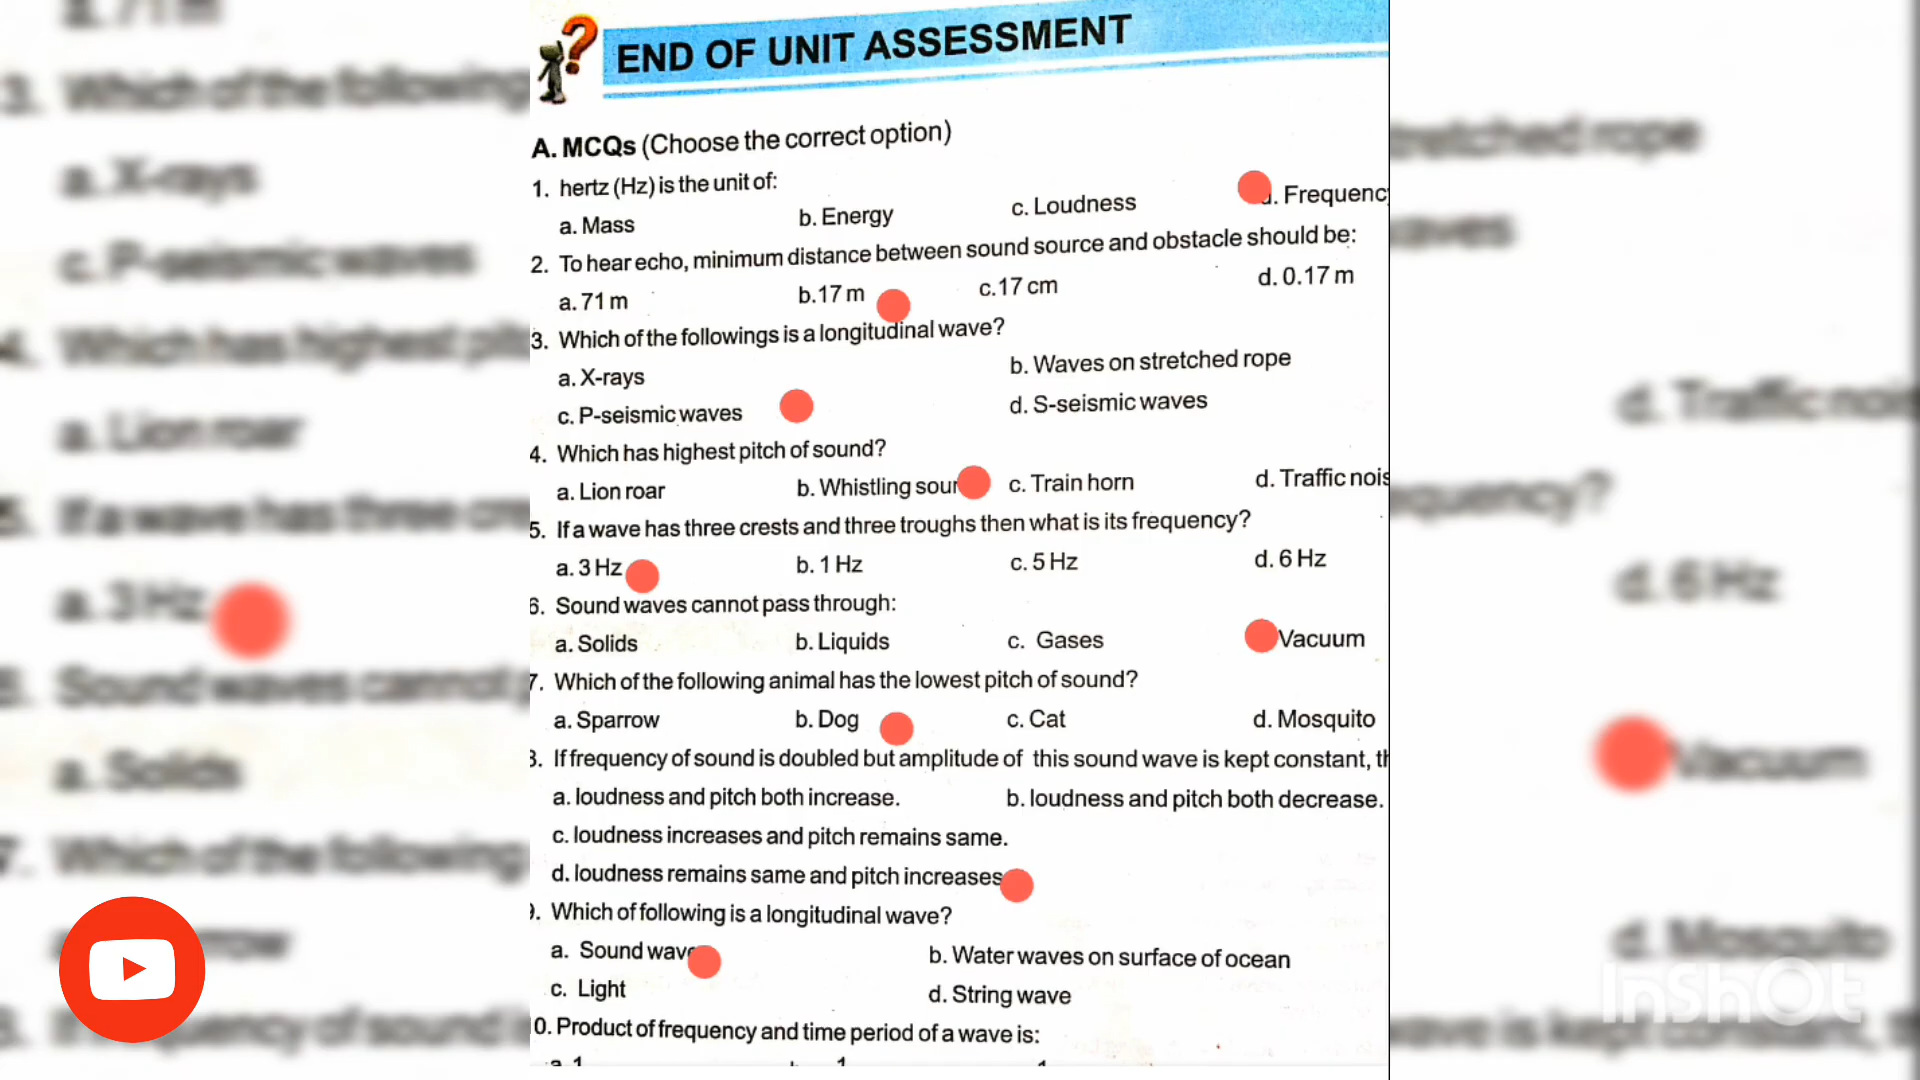 END OF UNIT ASSESSMENT
A. MCQs (Choose the correct option)
1. hertz (Hz) is the unit of:
a. Mass b. Energy c. Loudness d. Frequency
2. To hear echo, minimum distance between sound source and obstacle should be:
a. 71 m b. 17 m c. 17 cm d. 0.17 m
3. Which of the followings is a longitudinal wave?
a. X-rays b. Waves on stretched rope
c. P-seismic waves d. S-seismic waves
4. Which has highest pitch of sound?
a. Lion roar b. Whistling sour c. Train horn d. Traffic nois
5. If a wave has three crests and three troughs then what is its frequency?
a. 3 Hz b. 1 Hz c. 5 Hz d. 6 Hz
6. Sound waves cannot pass through:
a. Solids b. Liquids c. Gases Vacuum
7. Which of the following animal has the lowest pitch of sound?
a. Sparrow b. Dog c. Cat d. Mosquito
8. If frequency of sound is doubled but amplitude of this sound wave is kept constant, th
a. loudness and pitch both increase. b. loudness and pitch both decrease.
c. loudness increases and pitch remains same.
d. loudness remains same and pitch increases
9. Which of following is a longitudinal wave?
a. Sound wave b. Water waves on surface of ocean
c. Light d. String wave
10. Product of frequency and time period of a wave is:
InShOt